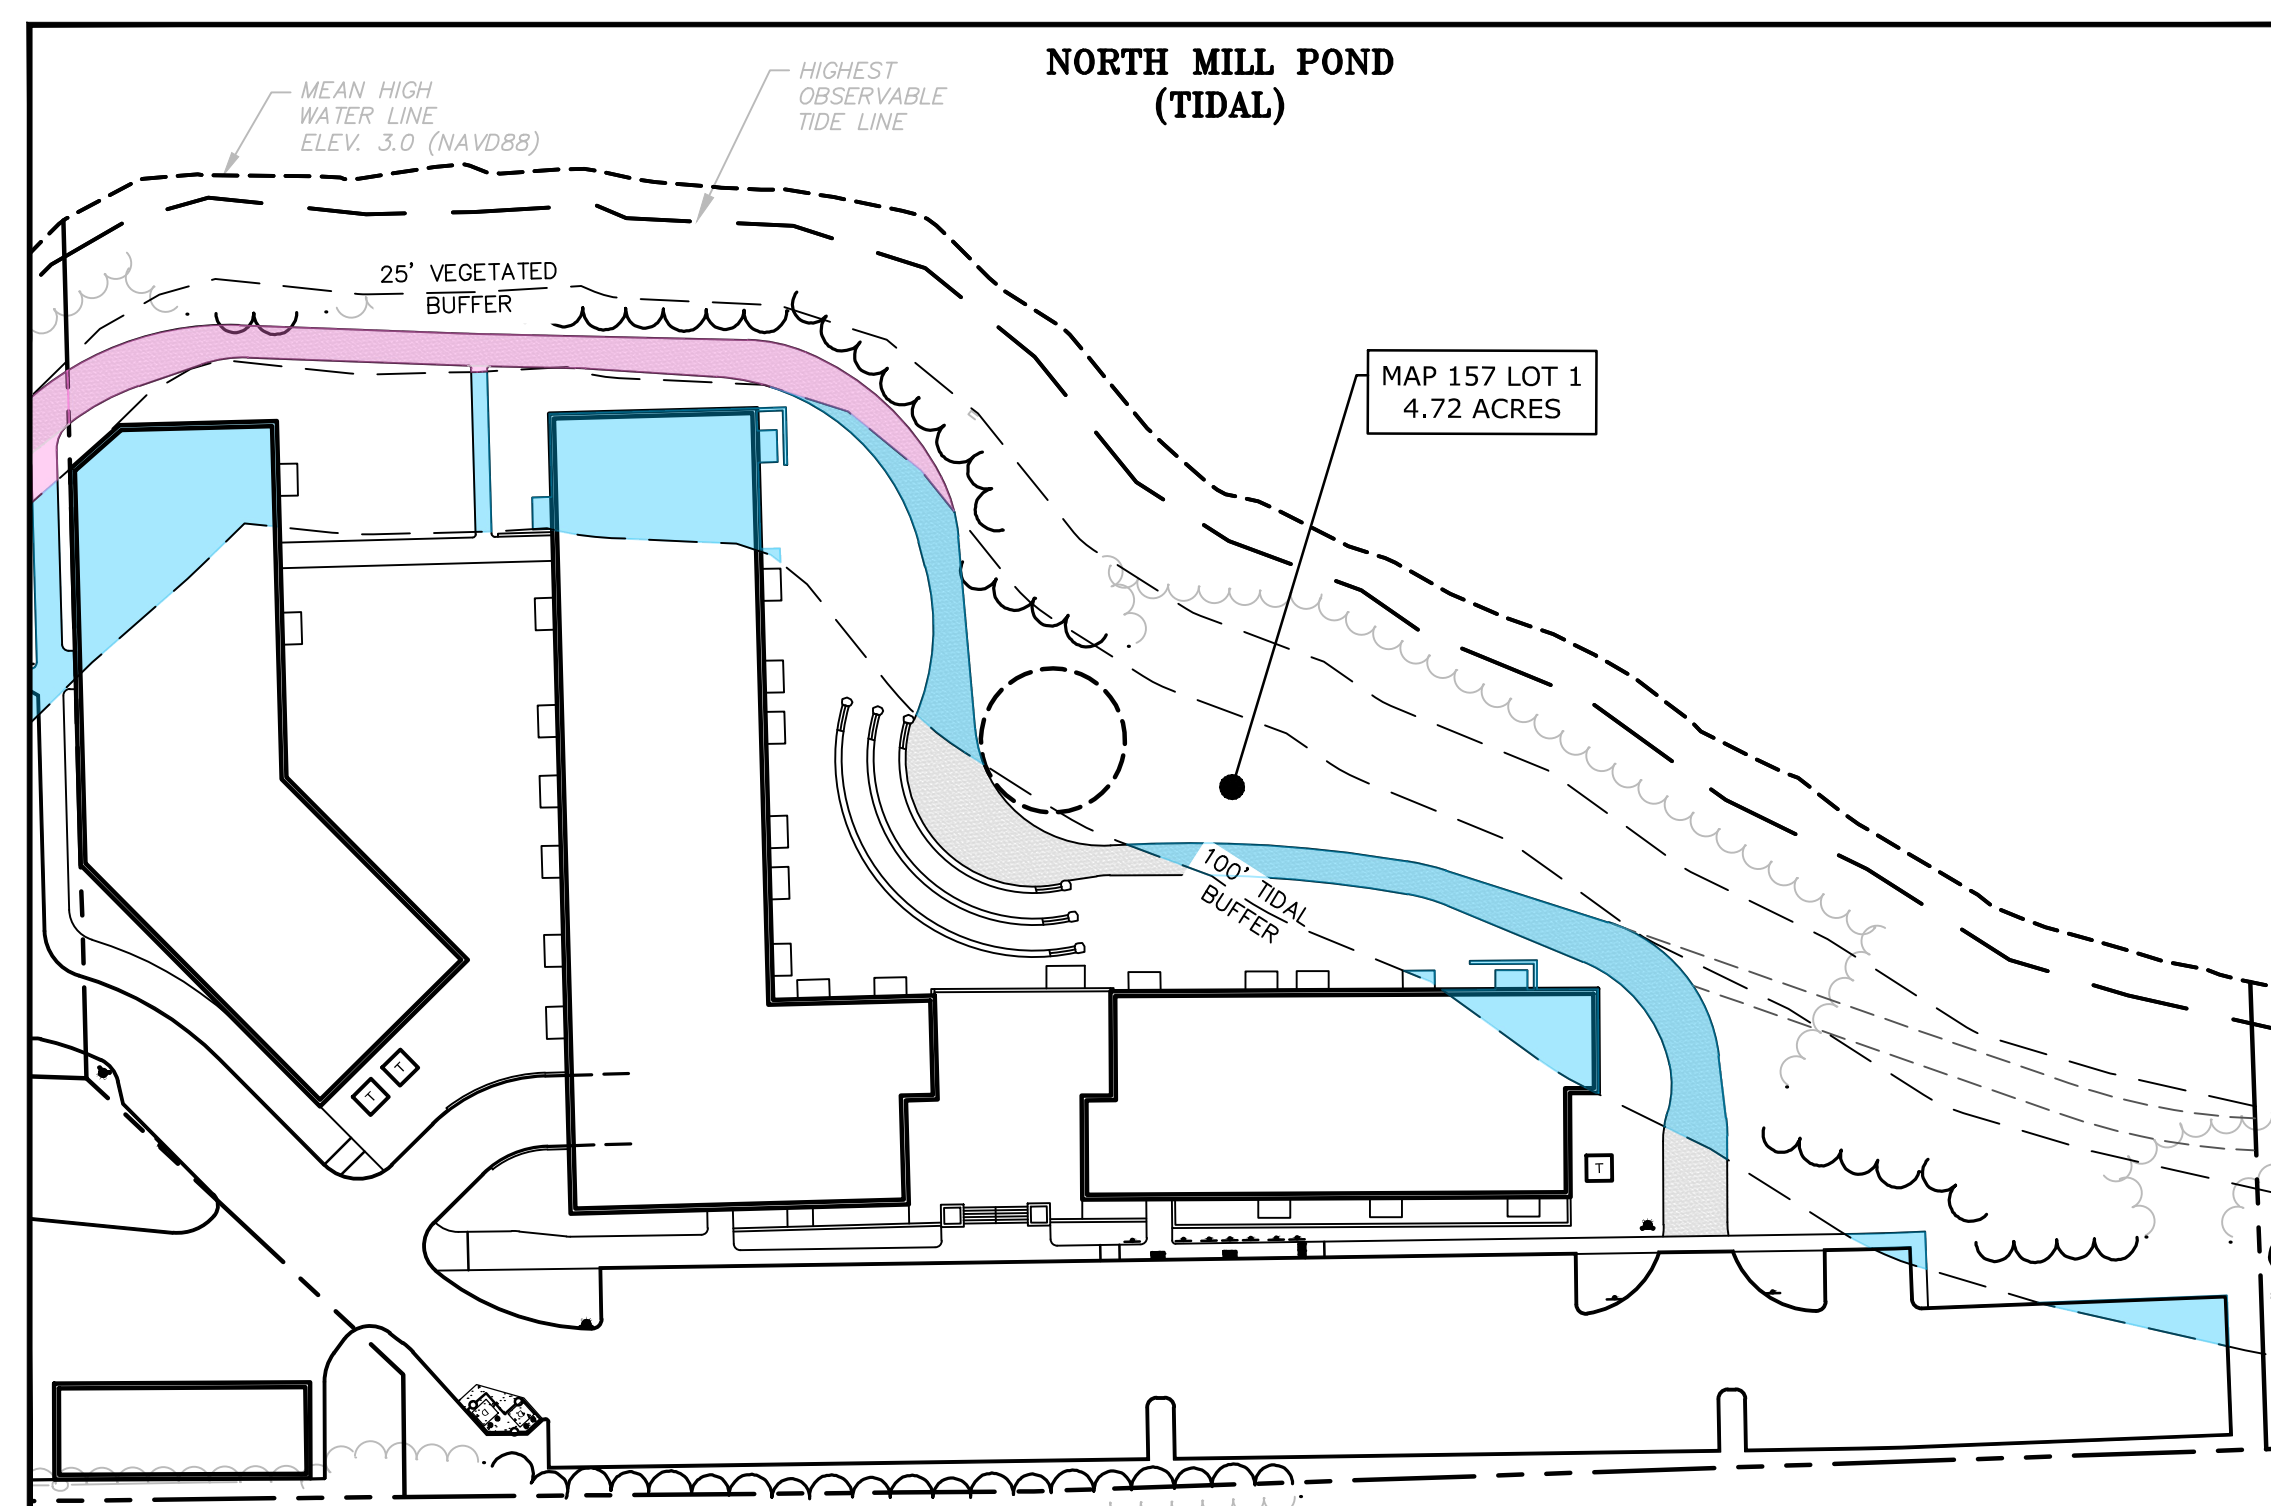 NORTH MILL POND
(TIDAL)
MEAN HIGH
WATER LINE
ELEV. 3.0 (NAVD88)
HIGHEST
OBSERVABLE
TIDE LINE
25' VEGETATED
BUFFER
MAP 157 LOT 1
4.72 ACRES
100' TIDAL
BUFFER
T
T
T